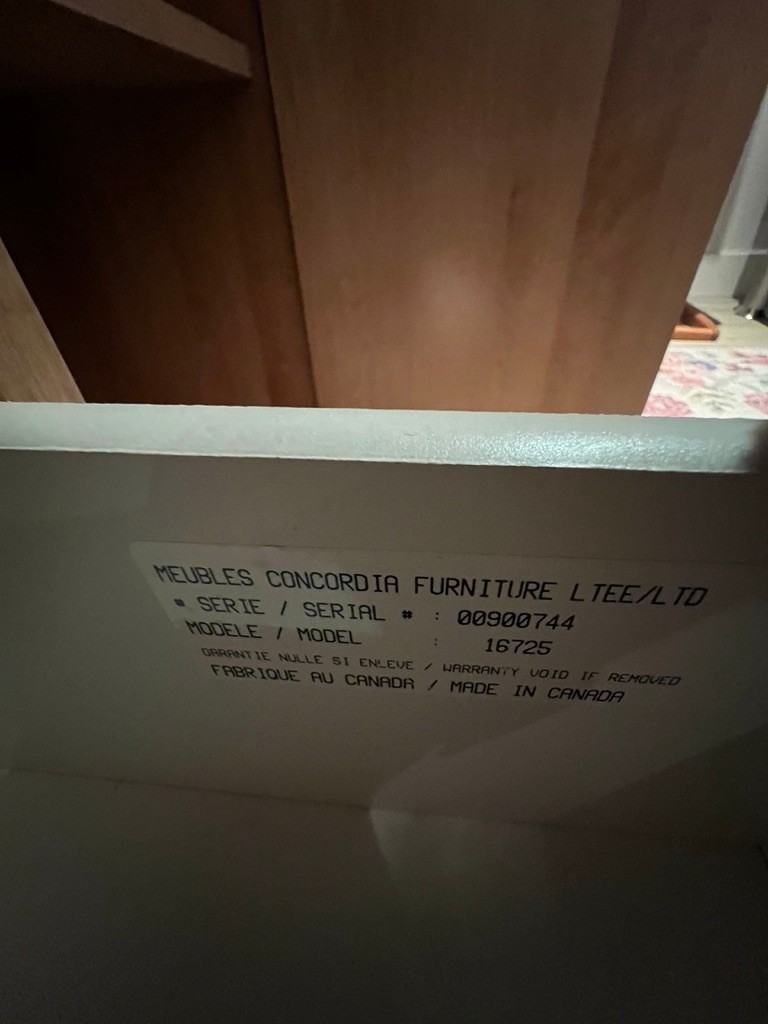 MEUBLES CONCORDIA FURNITURE LTEE/LTD
# SERIE / SERIAL # : 00900744
MODELE / MODEL : 16725
GARANTIE NULLE SI ENLEVE / WARRANTY VOID IF REMOVED
FABRIQUE AU CANADA / MADE IN CANADA